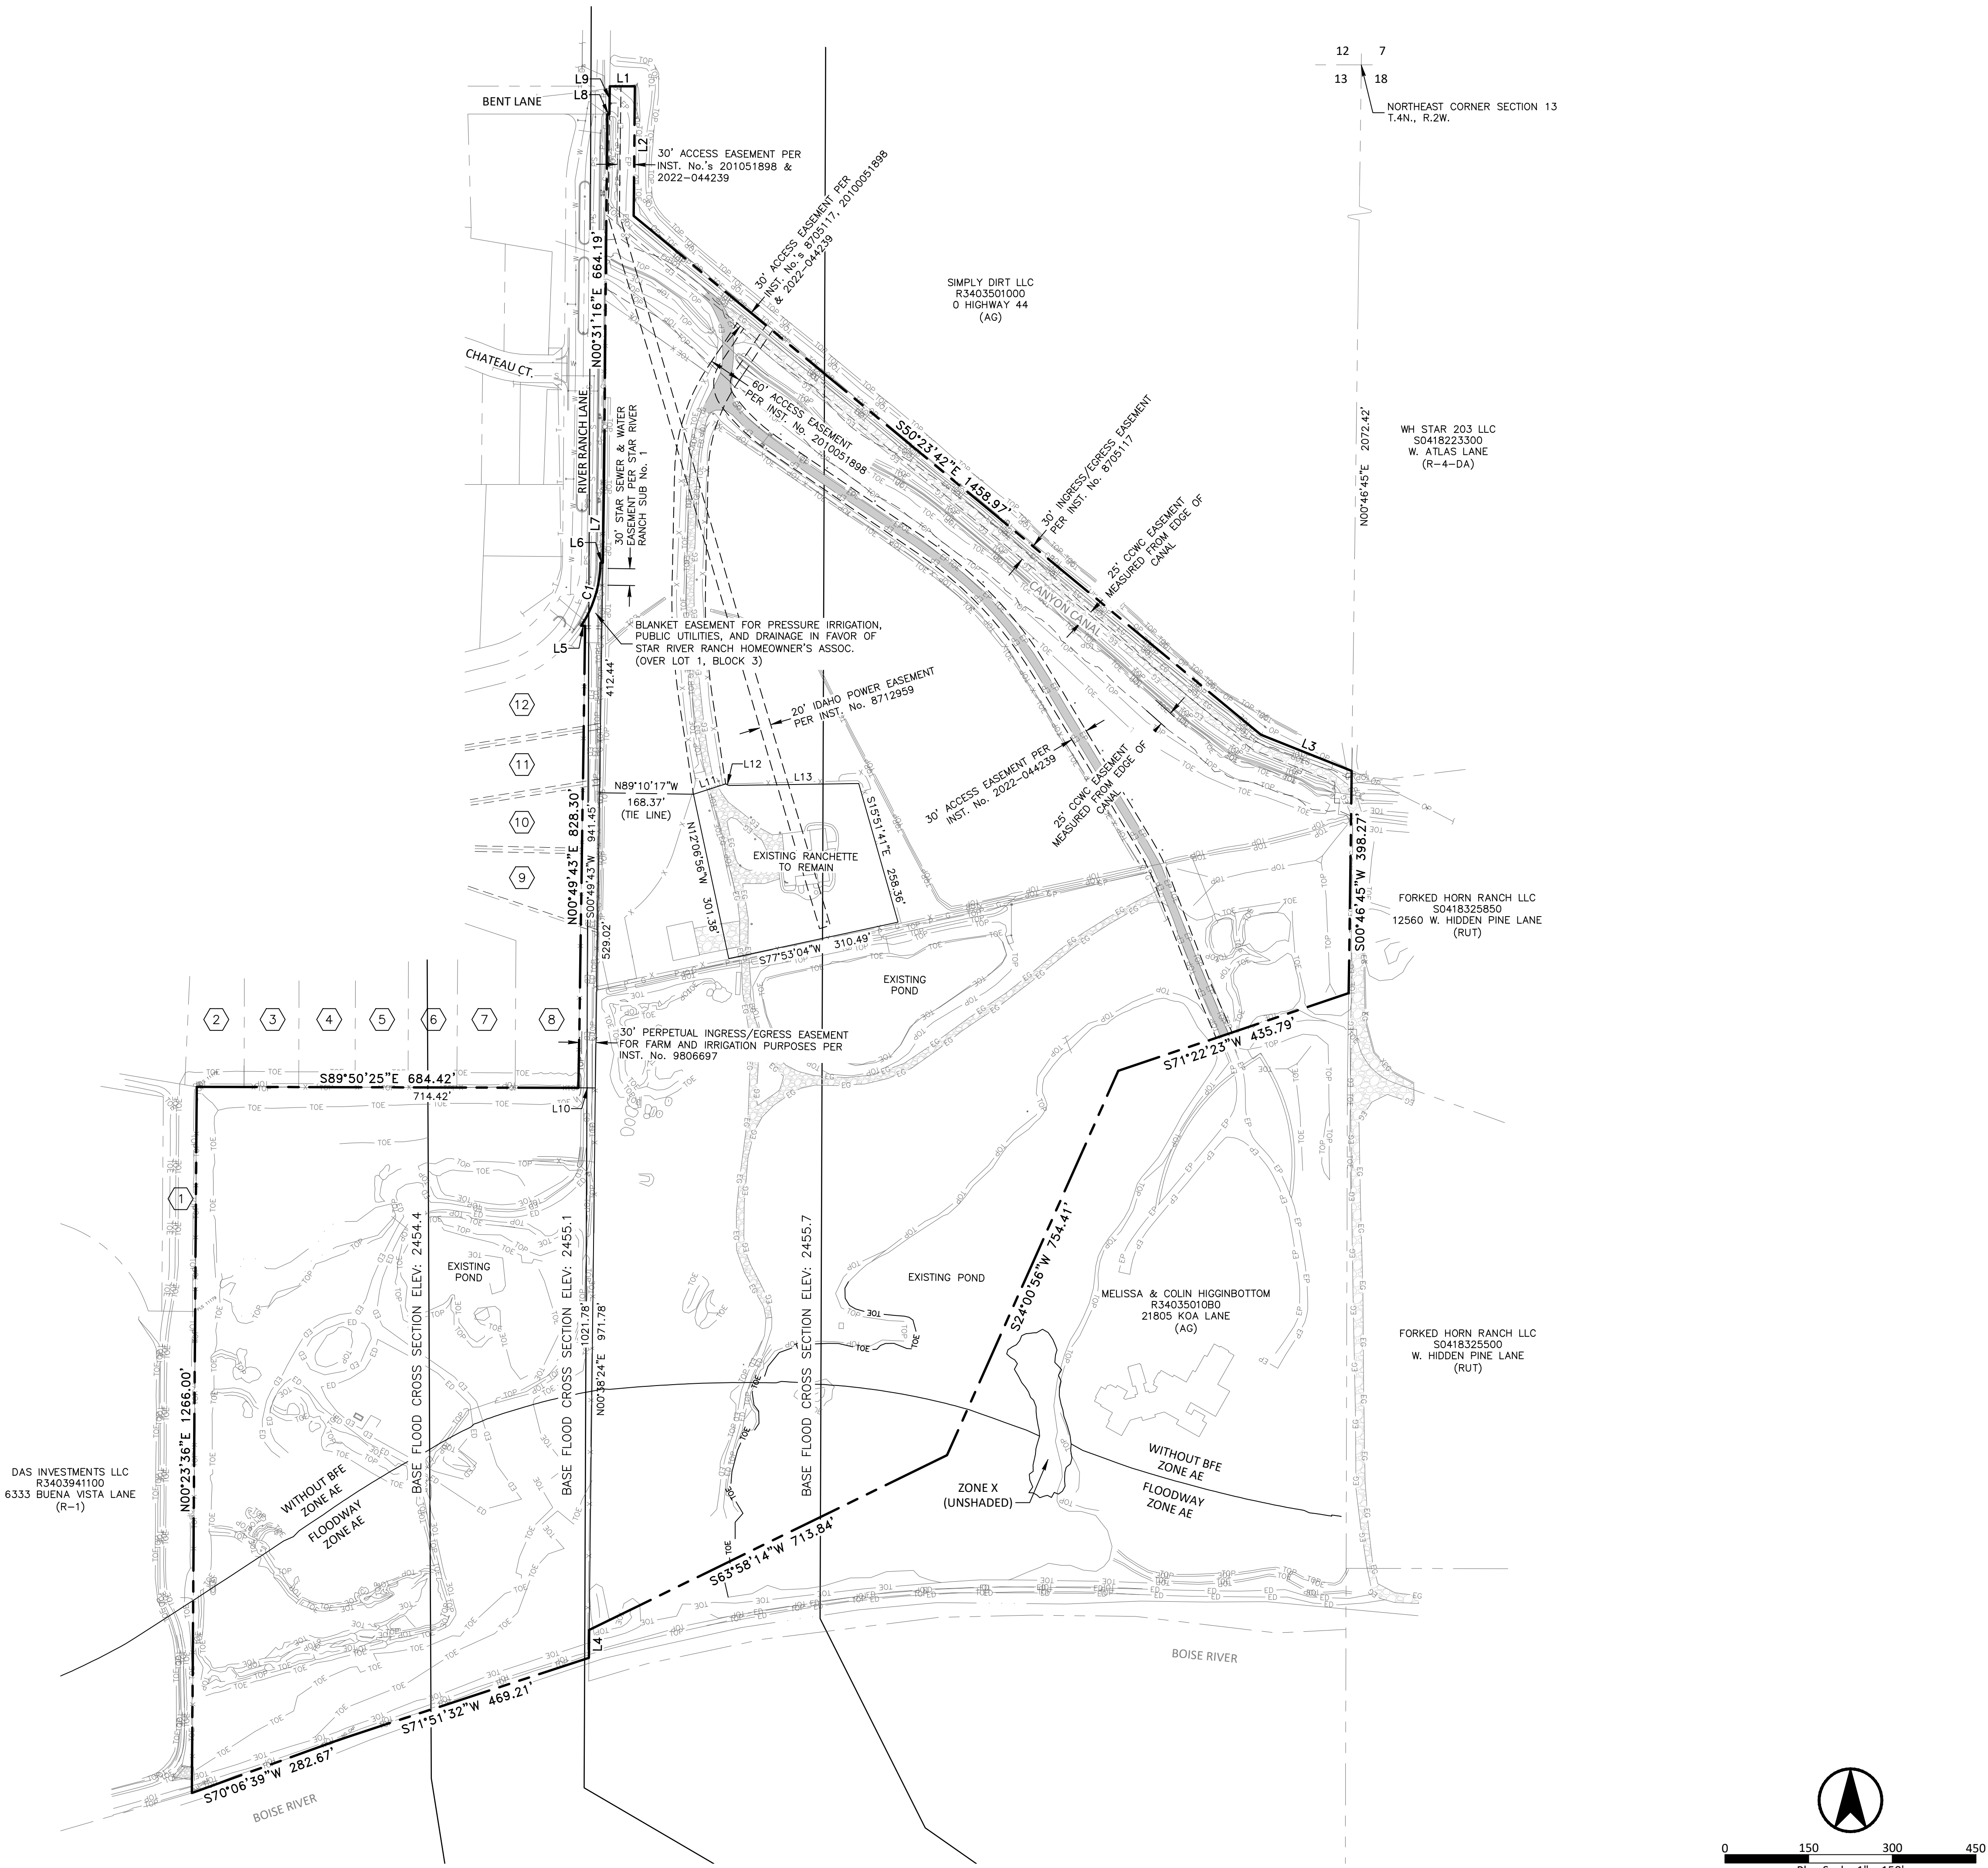 12 7
13 18
NORTHEAST CORNER SECTION 13
T.4N., R.2W.
L9
L1
L8
BENT LANE
L2
30' ACCESS EASEMENT PER
INST. No.'s 201051898 &
2022-044239
30' ACCESS EASEMENT PER
INST. No.'s 8705117, 20100051898
& 2022-044239
N00°31'16"E 664.19'
SIMPLY DIRT LLC
R3403501000
0 HIGHWAY 44
(AG)
CHATEAU CT.
RIVER RANCH LANE
60' ACCESS EASEMENT
PER INST. No. 2010051898
S50°23'42"E 1458.97'
30' INGRESS/EGRESS EASEMENT
PER INST. No. 8705117
N00°46'45"E 2072.42'
WH STAR 203 LLC
S0418223300
W. ATLAS LANE
(R-4-DA)
30' STAR SEWER & WATER
EASEMENT PER STAR RIVER
RANCH SUB No. 1
L7
L6
C1
L5
25' CCWC EASEMENT
MEASURED FROM EDGE OF
CANAL
CANYON CANAL
BLANKET EASEMENT FOR PRESSURE IRRIGATION,
PUBLIC UTILITIES, AND DRAINAGE IN FAVOR OF
STAR RIVER RANCH HOMEOWNER'S ASSOC.
(OVER LOT 1, BLOCK 3)
412.44'
20' IDAHO POWER EASEMENT
PER INST. No. 8712959
12
11
10
9
L3
30' ACCESS EASEMENT PER
INST. No. 2022-044239
25' CCWC EASEMENT
MEASURED FROM EDGE OF
CANAL
L12
L13
L11
N89°10'17"W
168.37'
(TIE LINE)
N00°49'43"E 828.30'
S00°49'43"W 941.45'
529.02'
N12°06'56"W 301.38'
S15°51'41"E 258.36'
EXISTING RANCHETTE
TO REMAIN
S77°53'04"W 310.49'
S00°46'45"W 398.27'
FORKED HORN RANCH LLC
S0418325850
12560 W. HIDDEN PINE LANE
(RUT)
EXISTING
POND
2 3 4 5 6 7 8
30' PERPETUAL INGRESS/EGRESS EASEMENT
FOR FARM AND IRRIGATION PURPOSES PER
INST. No. 9806697
S71°22'23"W 435.79'
S89°50'25"E 684.42'
714.42'
L10
1
BASE FLOOD CROSS SECTION ELEV: 2454.4
BASE FLOOD CROSS SECTION ELEV: 2455.1
BASE FLOOD CROSS SECTION ELEV: 2455.7
EXISTING
POND
EXISTING POND
1021.78'
N00°38'24"E 971.78'
S24°00'56"W 754.41'
MELISSA & COLIN HIGGINBOTTOM
R34035010B0
21805 KOA LANE
(AG)
FORKED HORN RANCH LLC
S0418325500
W. HIDDEN PINE LANE
(RUT)
N00°23'36"E 1266.00'
DAS INVESTMENTS LLC
R3403941100
6333 BUENA VISTA LANE
(R-1)
WITHOUT BFE
ZONE AE
FLOODWAY
ZONE AE
ZONE X
(UNSHADED)
WITHOUT BFE
ZONE AE
FLOODWAY
ZONE AE
S63°58'14"W 713.84'
L4
S71°51'32"W 469.21'
S70°06'39"W 282.67'
BOISE RIVER
BOISE RIVER
0 150 300 450